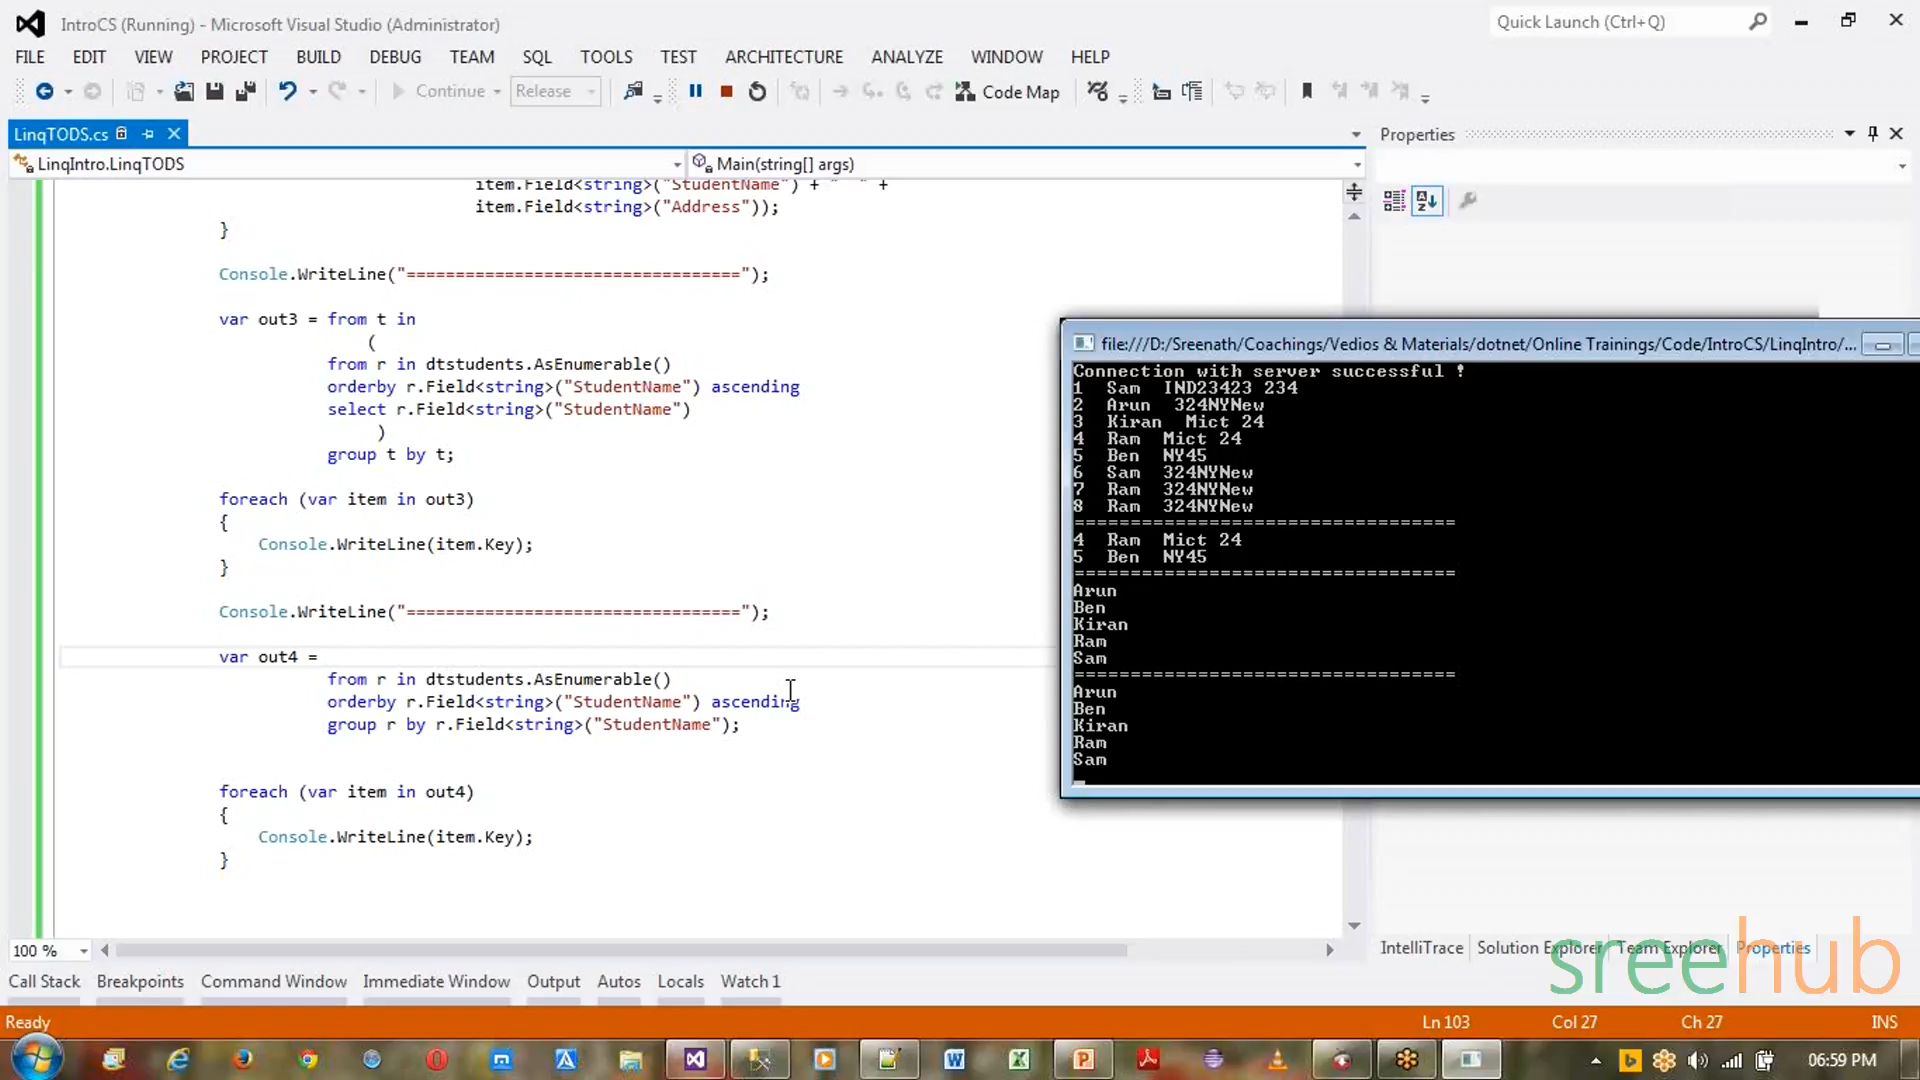 IntroCS (Running) - Microsoft Visual Studio (Administrator)
Quick Launch (Ctrl+Q)
FILE EDIT VIEW PROJECT BUILD DEBUG TEAM SQL TOOLS TEST ARCHITECTURE ANALYZE WINDOW HELP
Continue Release Code Map
LinqTODS.cs
Properties
LinqIntro.LinqTODS Main(string[] args)
item.Field<string>("StudentName") + "  " +
item.Field<string>("Address"));
}
Console.WriteLine("==================================");
var out3 = from t in
(
from r in dtstudents.AsEnumerable()
orderby r.Field<string>("StudentName") ascending
select r.Field<string>("StudentName")
)
group t by t;
foreach (var item in out3)
{
Console.WriteLine(item.Key);
}
Console.WriteLine("==================================");
var out4 =
from r in dtstudents.AsEnumerable()
orderby r.Field<string>("StudentName") ascending
group r by r.Field<string>("StudentName");
foreach (var item in out4)
{
Console.WriteLine(item.Key);
}
file:///D:/Sreenath/Coachings/Vedios & Materials/dotnet/Online Trainings/Code/IntroCS/LinqIntro/...
Connection with server successful !
1  Sam  IND23423 234
2  Arun  324NYNew
3  Kiran  Mict 24
4  Ram  Mict 24
5  Ben  NY45
6  Sam  324NYNew
7  Ram  324NYNew
8  Ram  324NYNew
==================================
4  Ram  Mict 24
5  Ben  NY45
==================================
Arun
Ben
Kiran
Ram
Sam
==================================
Arun
Ben
Kiran
Ram
Sam
100 %
IntelliTrace Solution Explorer Team Explorer Properties
sreehub
Call Stack Breakpoints Command Window Immediate Window Output Autos Locals Watch 1
Ready Ln 103 Col 27 Ch 27 INS
06:59 PM